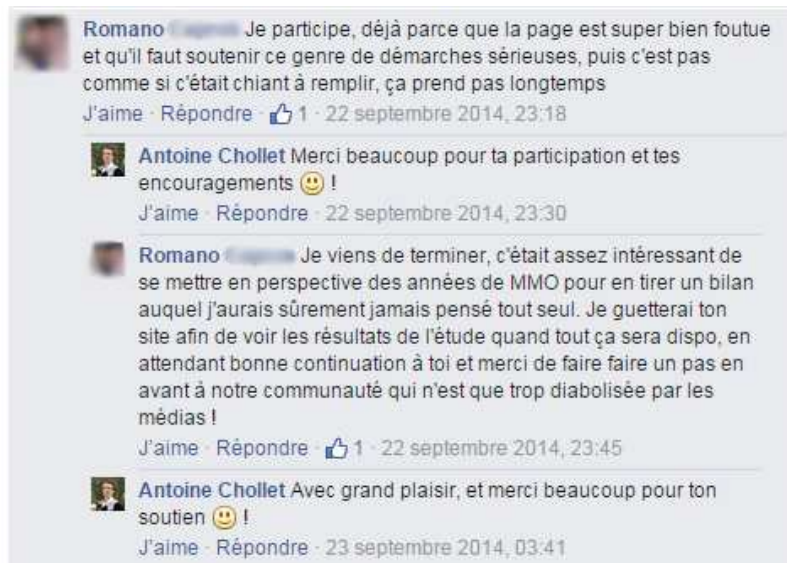 Romano Je participe, déjà parce que la page est super bien foutue
et qu'il faut soutenir ce genre de démarches sérieuses, puis c'est pas
comme si c'était chiant à remplir, ça prend pas longtemps
J'aime · Répondre · 1 · 22 septembre 2014, 23:18
Antoine Chollet Merci beaucoup pour ta participation et tes
encouragements 🙂 !
J'aime · Répondre · 22 septembre 2014, 23:30
Romano Je viens de terminer, c'était assez intéressant de
se mettre en perspective des années de MMO pour en tirer un bilan
auquel j'aurais sûrement jamais pensé tout seul. Je guetterai ton
site afin de voir les résultats de l'étude quand tout ça sera dispo, en
attendant bonne continuation à toi et merci de faire faire un pas en
avant à notre communauté qui n'est que trop diabolisée par les
médias !
J'aime · Répondre · 1 · 22 septembre 2014, 23:45
Antoine Chollet Avec grand plaisir, et merci beaucoup pour ton
soutien 🙂 !
J'aime · Répondre · 23 septembre 2014, 03:41